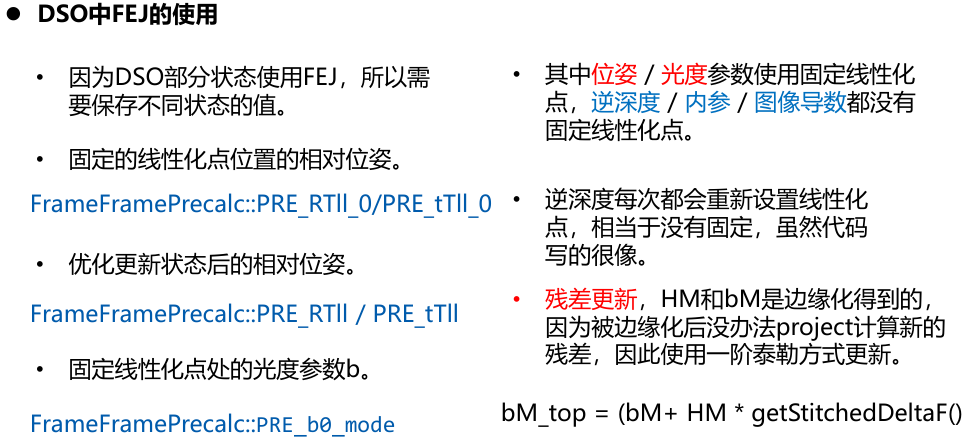 ● DSO中FEJ的使用
• 因为DSO部分状态使用FEJ，所以需
要保存不同状态的值。
• 固定的线性化点位置的相对位姿。
FrameFramePrecalc::PRE_RTll_0/PRE_tTll_0
• 优化更新状态后的相对位姿。
FrameFramePrecalc::PRE_RTll / PRE_tTll
• 固定线性化点处的光度参数b。
FrameFramePrecalc::PRE_b0_mode
• 其中位姿 / 光度参数使用固定线性化
点，逆深度 / 内参 / 图像导数都没有
固定线性化点。
• 逆深度每次都会重新设置线性化
点，相当于没有固定，虽然代码
写的很像。
• 残差更新，HM和bM是边缘化得到的，
因为被边缘化后没办法project计算新的
残差，因此使用一阶泰勒方式更新。
bM_top = (bM+ HM * getStitchedDeltaF()